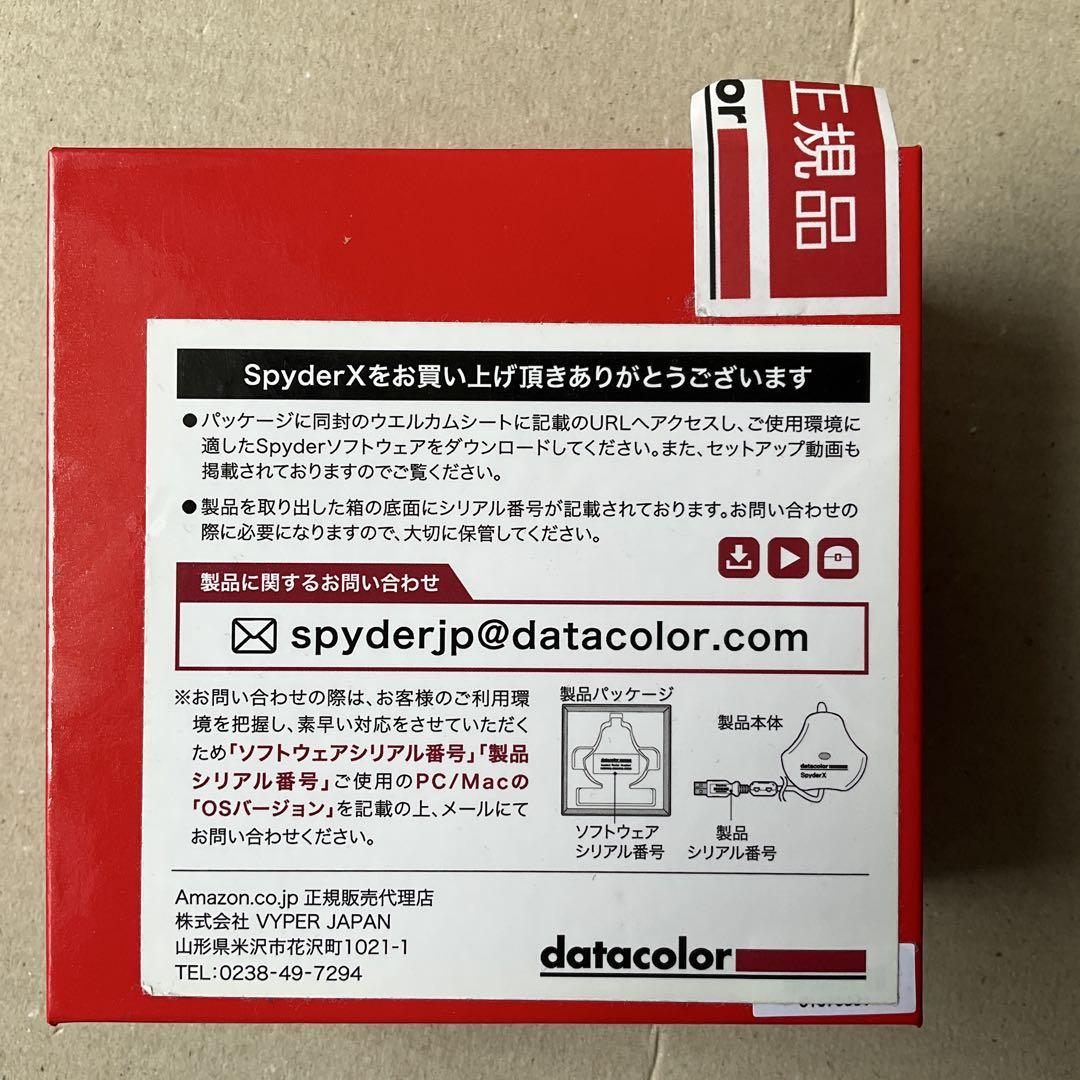 or
正規品
SpyderXをお買い上げ頂きありがとうございます
●パッケージに同封のウエルカムシートに記載のURLへアクセスし、ご使用環境に
適したSpyderソフトウェアをダウンロードしてください。また、セットアップ動画も
掲載されておりますのでご覧ください。
●製品を取り出した箱の底面にシリアル番号が記載されております。お問い合わせの
際に必要になりますので、大切に保管してください。
製品に関するお問い合わせ
spyderjp@datacolor.com
※お問い合わせの際は、お客様のご利用環
境を把握し、素早い対応をさせていただく
ため「ソフトウェアシリアル番号」「製品
シリアル番号」ご使用のPC/Macの
「OSバージョン」を記載の上、メールにて
お問い合わせください。
製品パッケージ
datacolor
ソフトウェア
シリアル番号
製品本体
datacolor
SpyderX
製品
シリアル番号
Amazon.co.jp 正規販売代理店
株式会社 VYPER JAPAN
山形県米沢市花沢町1021-1
TEL:0238-49-7294
datacolor